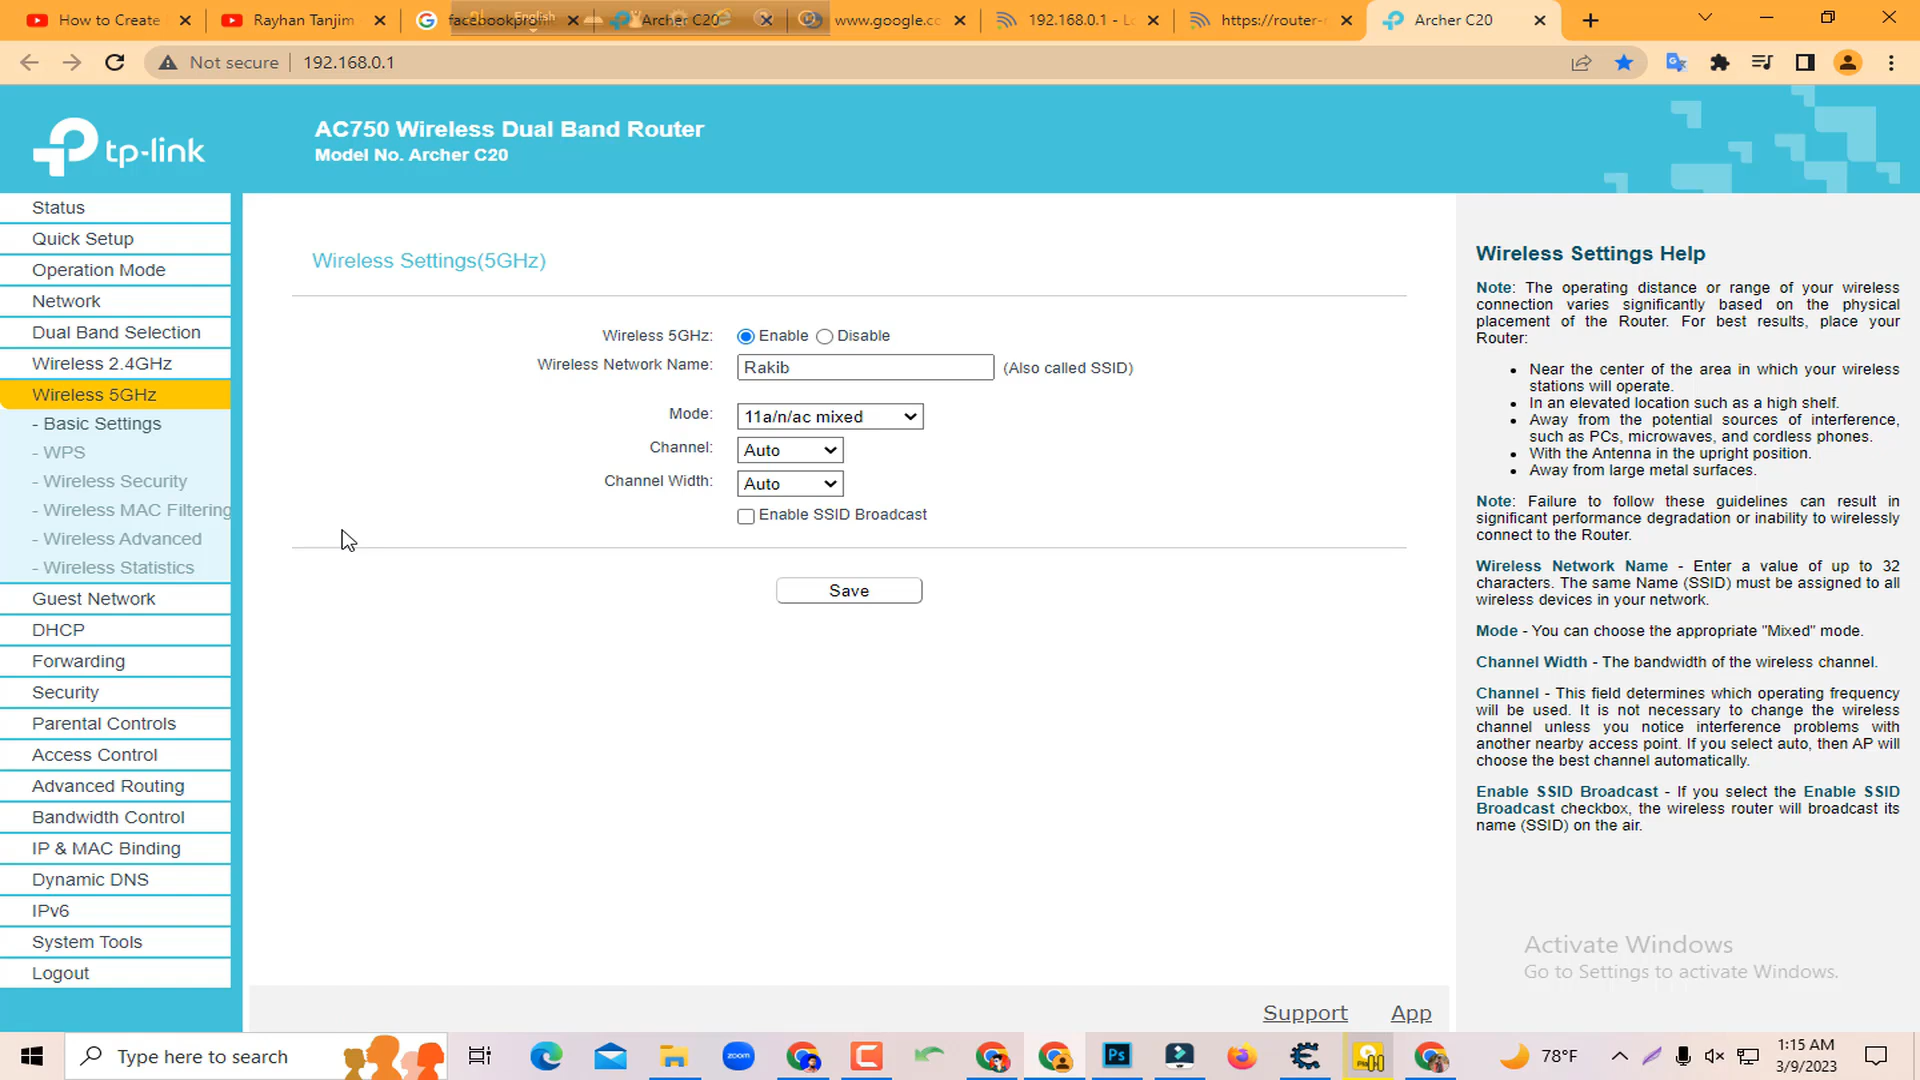 How to Create
Rayhan Tanjim
facebookprom
English
Archer C20
www.google.co
192.168.0.1 - Lo
https://router-
Archer C20
Not secure
192.168.0.1
tp-link
AC750 Wireless Dual Band Router
Model No. Archer C20
Status
Quick Setup
Operation Mode
Network
Dual Band Selection
Wireless 2.4GHz
Wireless 5GHz
- Basic Settings
- WPS
- Wireless Security
- Wireless MAC Filtering
- Wireless Advanced
- Wireless Statistics
Guest Network
DHCP
Forwarding
Security
Parental Controls
Access Control
Advanced Routing
Bandwidth Control
IP & MAC Binding
Dynamic DNS
IPv6
System Tools
Logout
Wireless Settings(5GHz)
Wireless 5GHz: Enable Disable
Wireless Network Name: Rakib (Also called SSID)
Mode: 11a/n/ac mixed
Channel: Auto
Channel Width: Auto
Enable SSID Broadcast
Save
Wireless Settings Help
Note: The operating distance or range of your wireless
connection varies significantly based on the physical
placement of the Router. For best results, place your
Router:
• Near the center of the area in which your wireless
stations will operate.
• In an elevated location such as a high shelf.
• Away from the potential sources of interference,
such as PCs, microwaves, and cordless phones.
• With the Antenna in the upright position.
• Away from large metal surfaces.
Note: Failure to follow these guidelines can result in
significant performance degradation or inability to wirelessly
connect to the Router.
Wireless Network Name - Enter a value of up to 32
characters. The same Name (SSID) must be assigned to all
wireless devices in your network.
Mode - You can choose the appropriate "Mixed" mode.
Channel Width - The bandwidth of the wireless channel.
Channel - This field determines which operating frequency
will be used. It is not necessary to change the wireless
channel unless you notice interference problems with
another nearby access point. If you select auto, then AP will
choose the best channel automatically.
Enable SSID Broadcast - If you select the Enable SSID
Broadcast checkbox, the wireless router will broadcast its
name (SSID) on the air.
Activate Windows
Go to Settings to activate Windows.
Support App
Type here to search
zoom
Ps
78°F
1:15 AM
3/9/2023